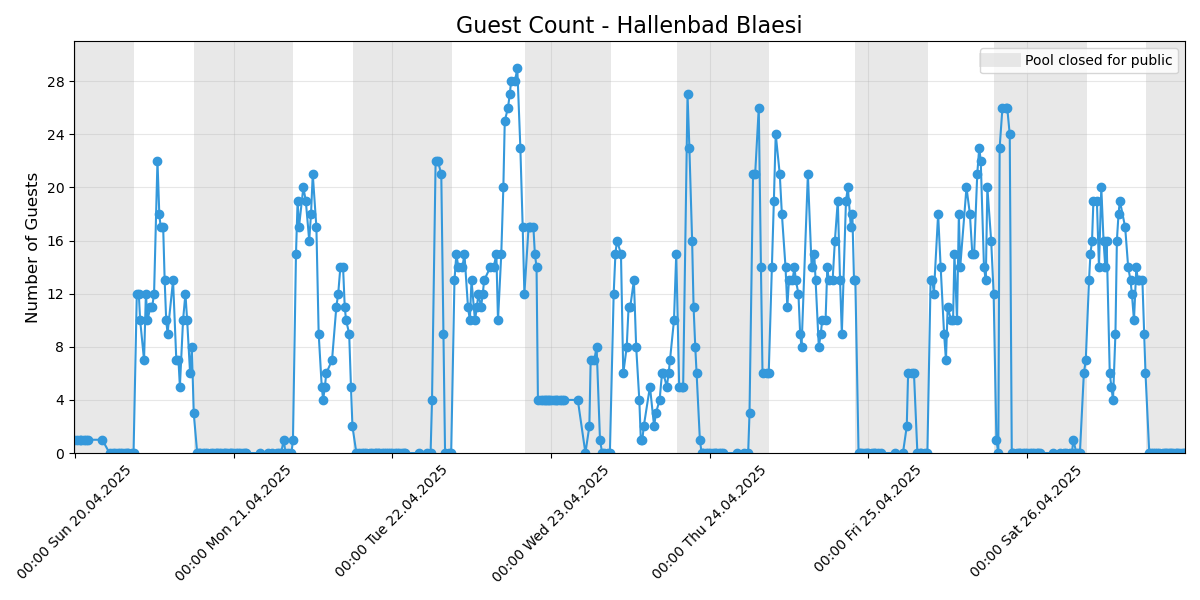 Guest Count - Hallenbad Blaesi
Pool closed for public
Number of Guests
28
24
20
16
12
8
4
0
00:00 Sun 20.04.2025
00:00 Mon 21.04.2025
00:00 Tue 22.04.2025
00:00 Wed 23.04.2025
00:00 Thu 24.04.2025
00:00 Fri 25.04.2025
00:00 Sat 26.04.2025